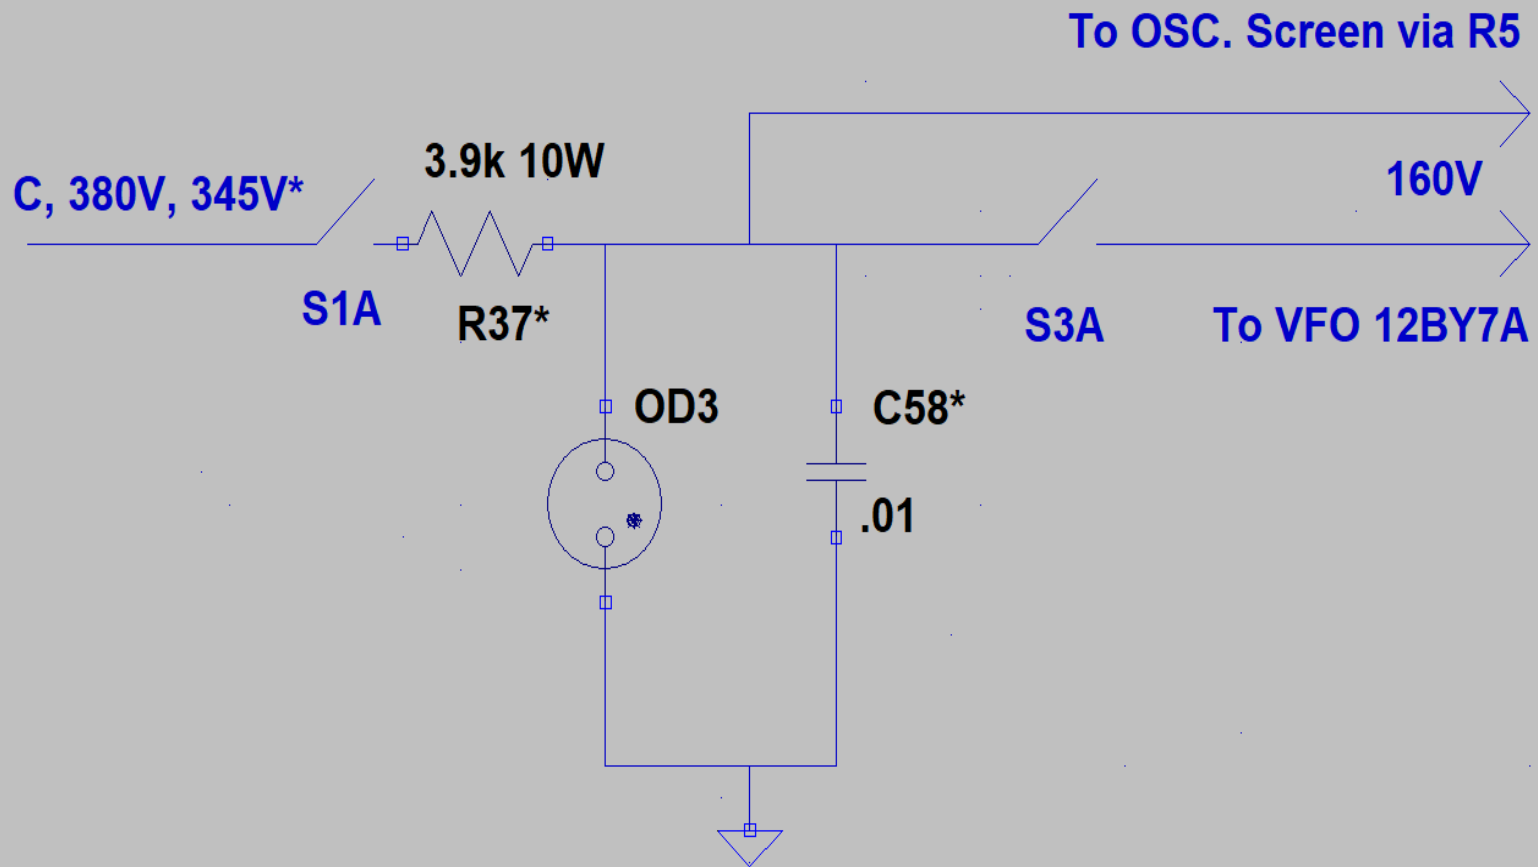 To OSC. Screen via R5
3.9k 10W
C, 380V, 345V*
160V
S1A
R37*
S3A
To VFO 12BY7A
OD3
C58*
.01